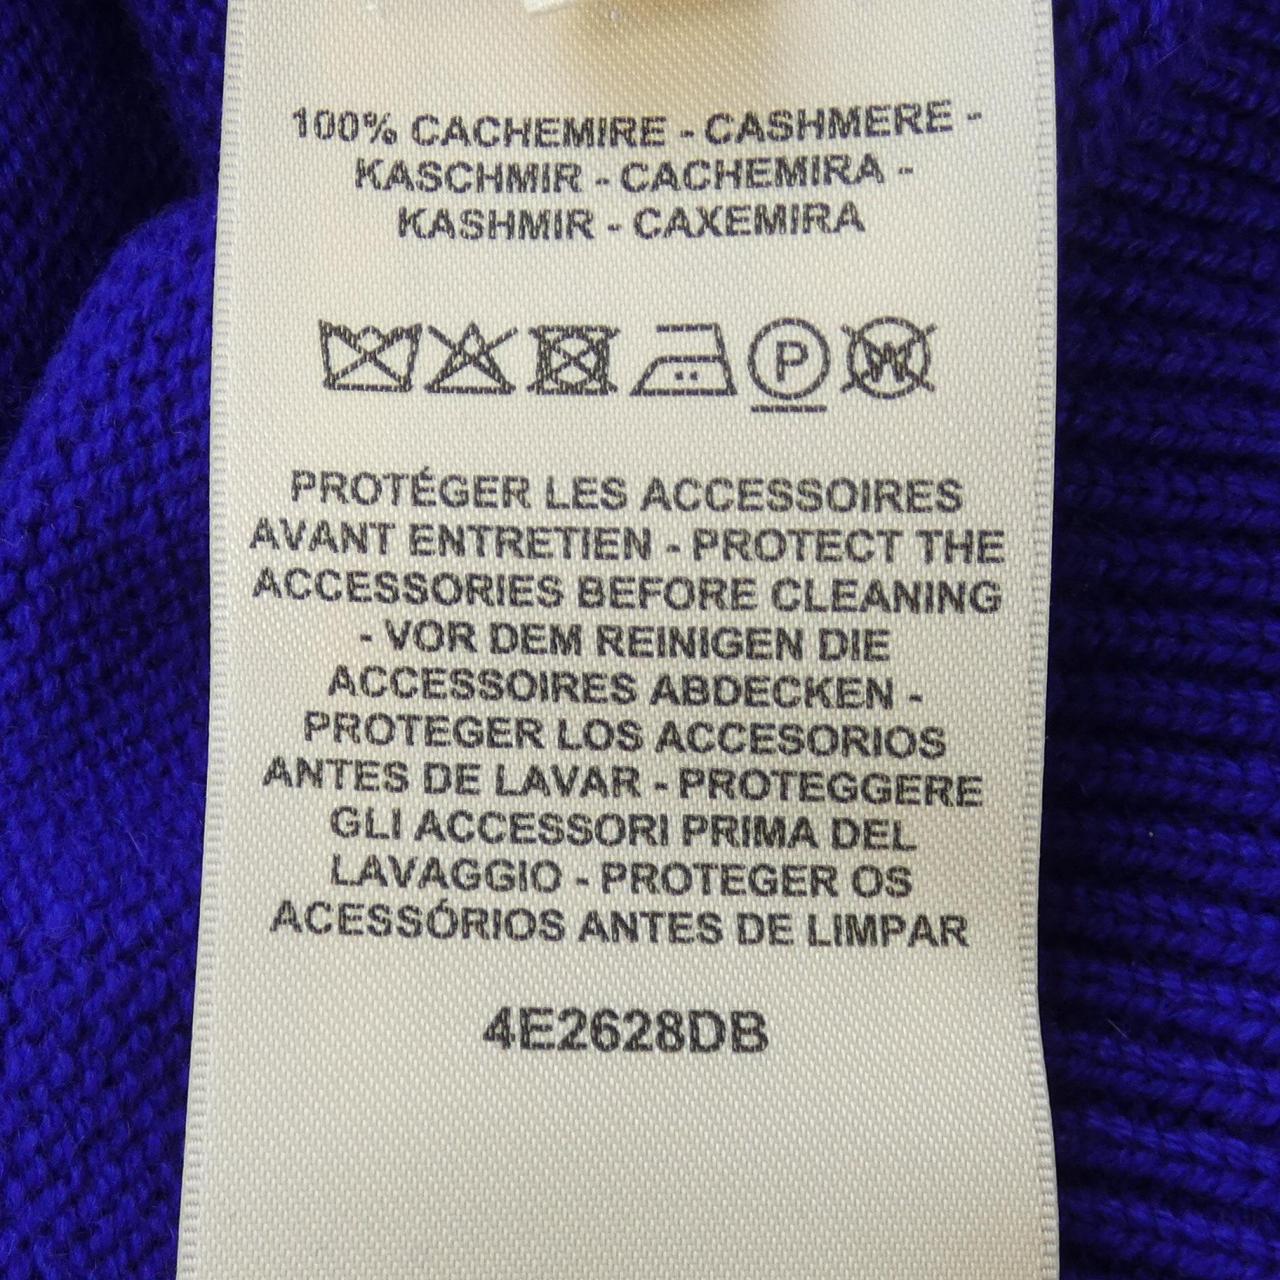 100% CACHEMIRE - CASHMERE -
KASCHMIR - CACHEMIRA -
KASHMIR - CAXEMIRA
P W
PROTÉGER LES ACCESSOIRES
AVANT ENTRETIEN - PROTECT THE
ACCESSORIES BEFORE CLEANING
- VOR DEM REINIGEN DIE
ACCESSOIRES ABDECKEN -
PROTEGER LOS ACCESORIOS
ANTES DE LAVAR - PROTEGGERE
GLI ACCESSORI PRIMA DEL
LAVAGGIO - PROTEGER OS
ACESSÓRIOS ANTES DE LIMPAR
4E2628DB